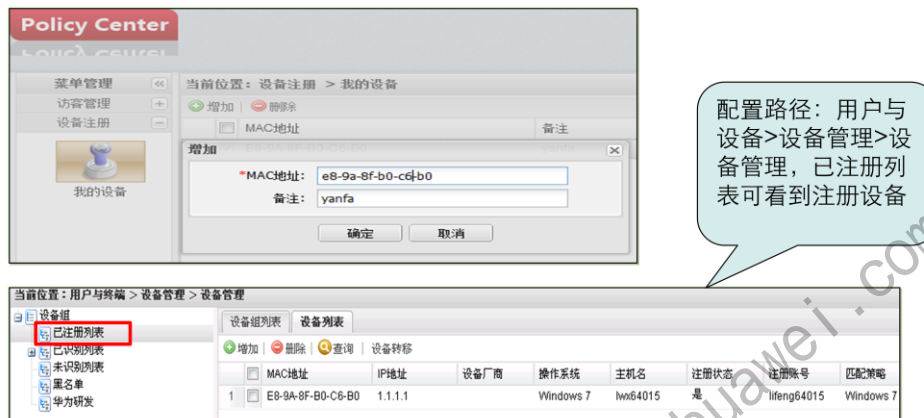 Policy Center
菜单管理
访客管理
设备注册
我的设备
当前位置：设备注册 > 我的设备
增加 | 删除
MAC地址 备注
增加
*MAC地址： e8-9a-8f-b0-c6-b0
备注： yanfa
确定 取消
配置路径：用户与
设备>设备管理>设
备管理，已注册列
表可看到注册设备
当前位置：用户与终端 > 设备管理 > 设备管理
设备组
已注册列表
已识别列表
未识别列表
黑名单
华为研发
设备组列表 设备列表
增加 | 删除 | 查询 | 设备转移
MAC地址 IP地址 设备厂商 操作系统 主机名 注册状态 注册账号 匹配策略
1 E8-9A-8F-B0-C6-B0 1.1.1.1 Windows 7 lwx64015 是 lifeng64015 Windows 7
huawei.com